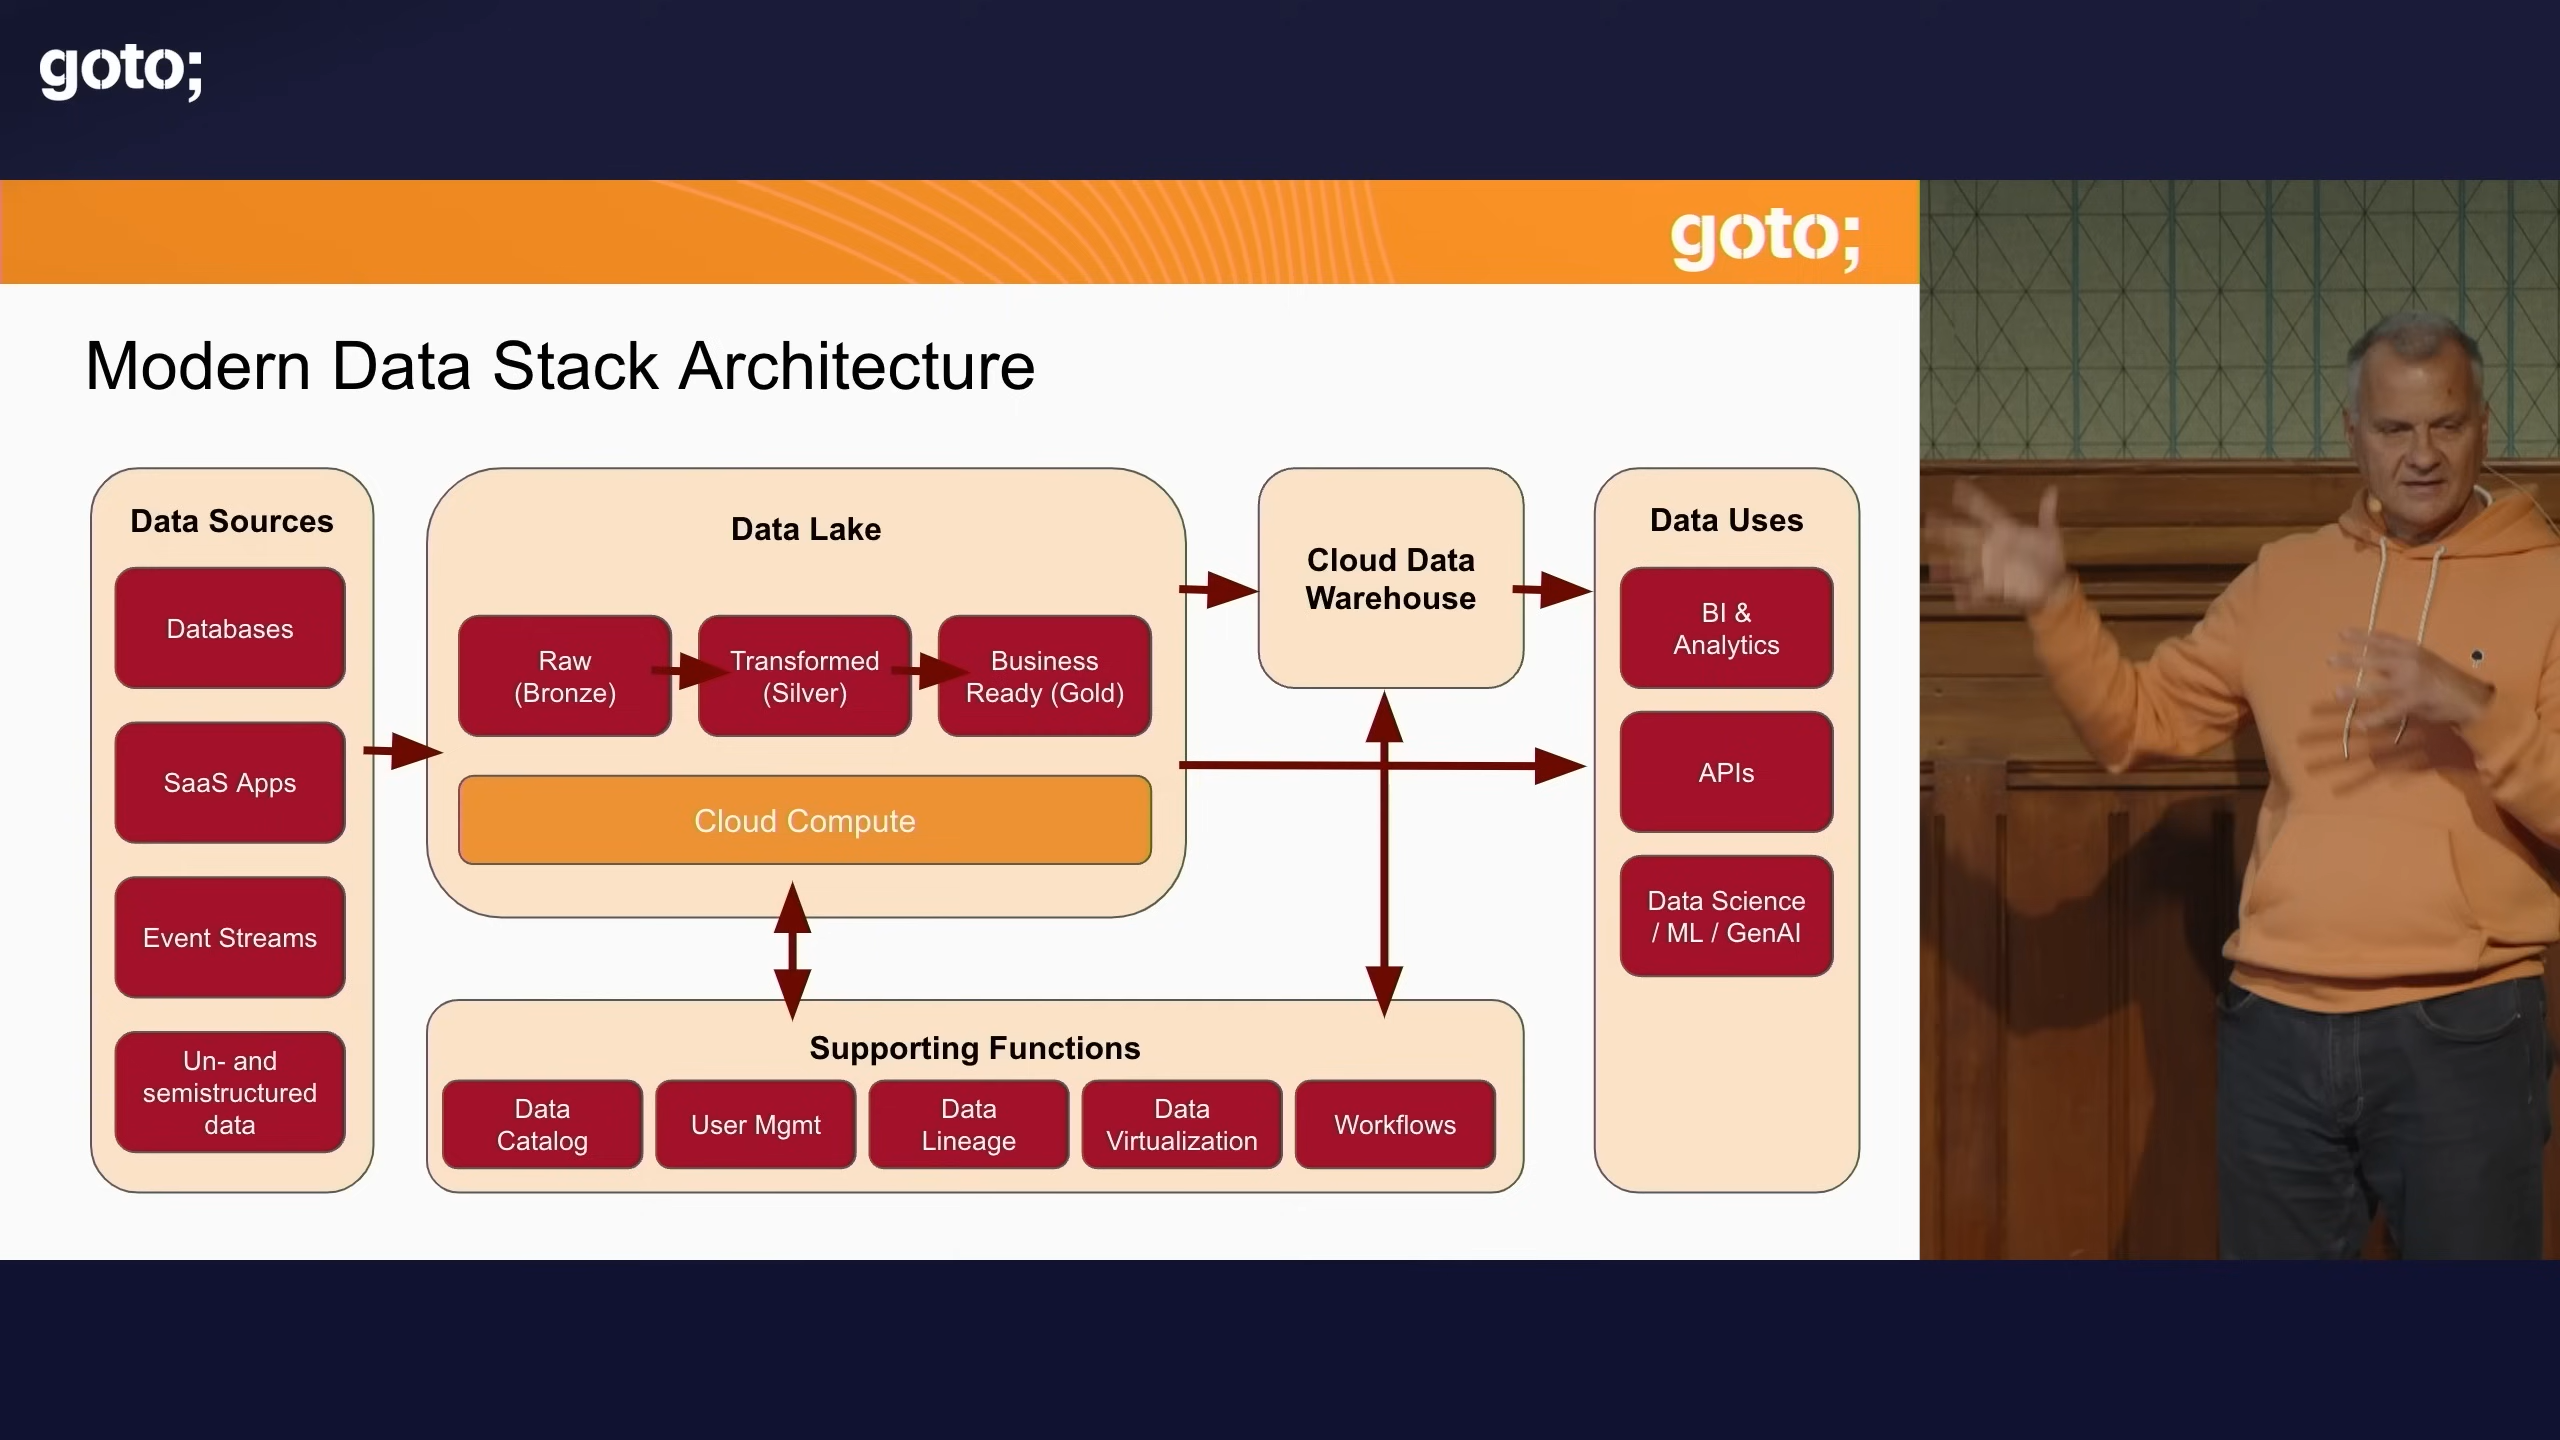 goto;
goto;
Modern Data Stack Architecture
Data Sources
Databases
SaaS Apps
Event Streams
Un- and
semistructured
data
Data Lake
Raw
(Bronze)
Transformed
(Silver)
Business
Ready (Gold)
Cloud Compute
Cloud Data
Warehouse
Data Uses
BI &
Analytics
APIs
Data Science
/ ML / GenAI
Supporting Functions
Data
Catalog
User Mgmt
Data
Lineage
Data
Virtualization
Workflows